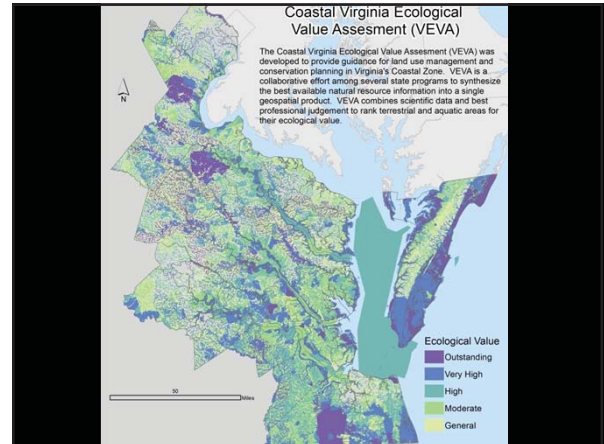 Coastal Virginia Ecological
Value Assesment (VEVA)
The Coastal Virginia Ecological Value Assesment (VEVA) was
developed to provide guidance for land use management and
conservation planning in Virginia's Coastal Zone. VEVA is a
collaborative effort among several state programs to synthesize
the best available natural resource information into a single
geospatial product. VEVA combines scientific data and best
professional judgement to rank terrestrial and aquatic areas for
their ecological value.
N
Ecological Value
Outstanding
Very High
High
Moderate
General
50
Miles